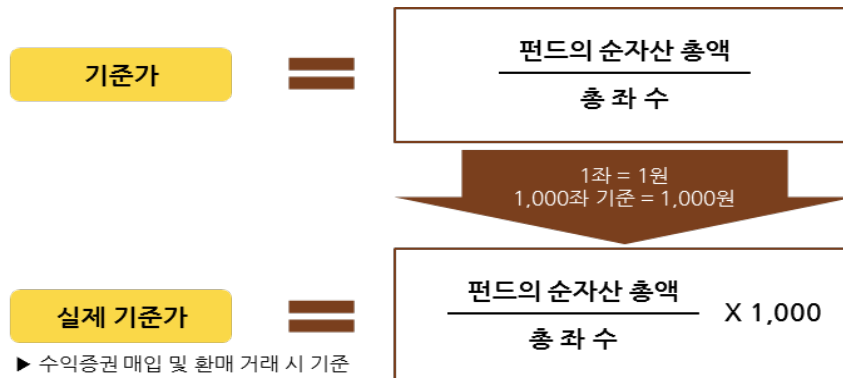 기준가
펀드의 순자산 총액
총 좌 수
1좌 = 1원
1,000좌 기준 = 1,000원
실제 기준가
펀드의 순자산 총액
총 좌 수
X 1,000
▶ 수익증권 매입 및 환매 거래 시 기준